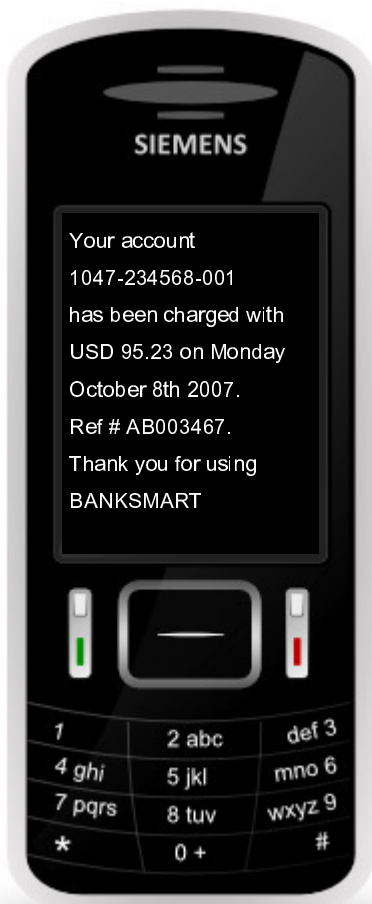 SIEMENS
Your account
1047-234568-001
has been charged with
USD 95.23 on Monday
October 8th 2007.
Ref # AB003467.
Thank you for using
BANKSMART
1
2 abc
def 3
4 ghi
5 jkl
mno 6
7 pqrs
8 tuv
wxyz 9
*
0 +
#